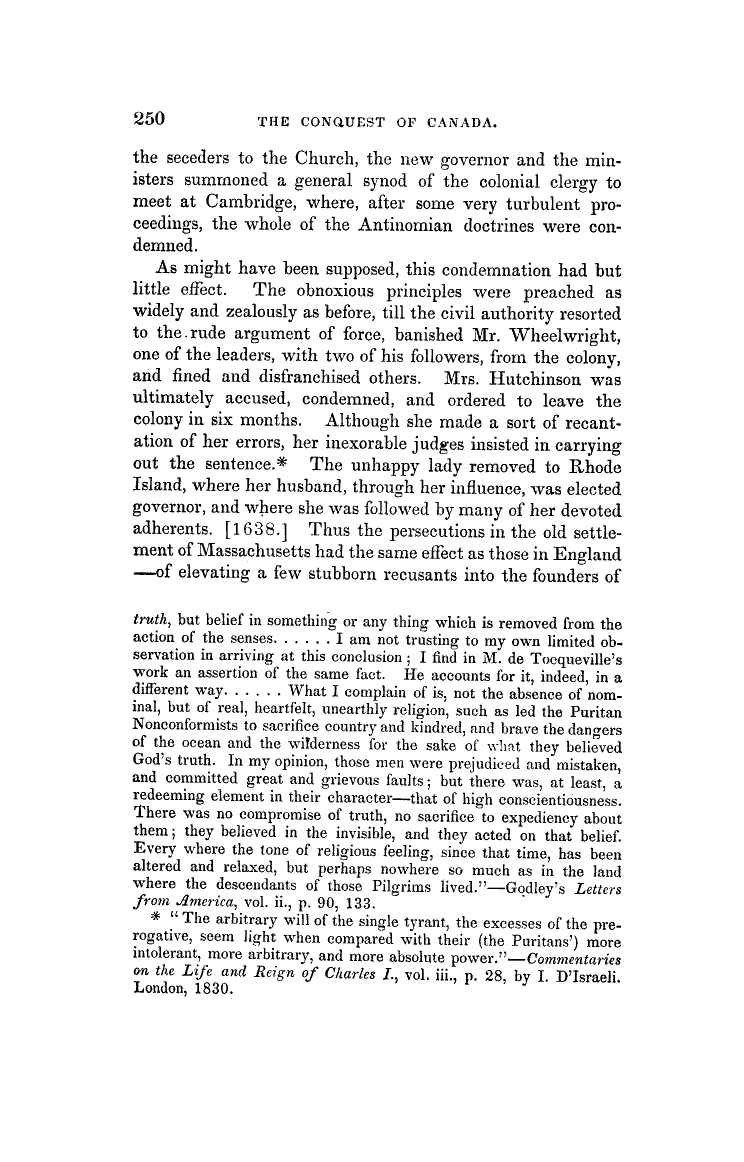 250 THE CONQUEST OF CANADA.
the seceders to the Church, the new governor and the min-
isters summoned a general synod of the colonial clergy to
meet at Cambridge, where, after some very turbulent pro-
ceedings, the whole of the Antinomian doctrines were con-
demned.
As might have been supposed, this condemnation had but
little effect. The obnoxious principles were preached as
widely and zealously as before, till the civil authority resorted
to the rude argument of force, banished Mr. Wheelwright,
one of the leaders, with two of his followers, from the colony,
and fined and disfranchised others. Mrs. Hutchinson was
ultimately accused, condemned, and ordered to leave the
colony in six months. Although she made a sort of recant-
ation of her errors, her inexorable judges insisted in carrying
out the sentence.* The unhappy lady removed to Rhode
Island, where her husband, through her influence, was elected
governor, and where she was followed by many of her devoted
adherents. [1638.] Thus the persecutions in the old settle-
ment of Massachusetts had the same effect as those in England
—of elevating a few stubborn recusants into the founders of
truth, but belief in something or any thing which is removed from the
action of the senses. . . . . . I am not trusting to my own limited ob-
servation in arriving at this conclusion; I find in M. de Tocqueville's
work an assertion of the same fact. He accounts for it, indeed, in a
different way. . . . . . What I complain of is, not the absence of nom-
inal, but of real, heartfelt, unearthly religion, such as led the Puritan
Nonconformists to sacrifice country and kindred, and brave the dangers
of the ocean and the wilderness for the sake of what they believed
God's truth. In my opinion, those men were prejudiced and mistaken,
and committed great and grievous faults; but there was, at least, a
redeeming element in their character—that of high conscientiousness.
There was no compromise of truth, no sacrifice to expediency about
them; they believed in the invisible, and they acted on that belief.
Every where the tone of religious feeling, since that time, has been
altered and relaxed, but perhaps nowhere so much as in the land
where the descendants of those Pilgrims lived."—Godley's Letters
from America, vol. ii., p. 90, 133.
* "The arbitrary will of the single tyrant, the excesses of the pre-
rogative, seem light when compared with their (the Puritans') more
intolerant, more arbitrary, and more absolute power."—Commentaries
on the Life and Reign of Charles I., vol. iii., p. 28, by I. D'Israeli.
London, 1830.